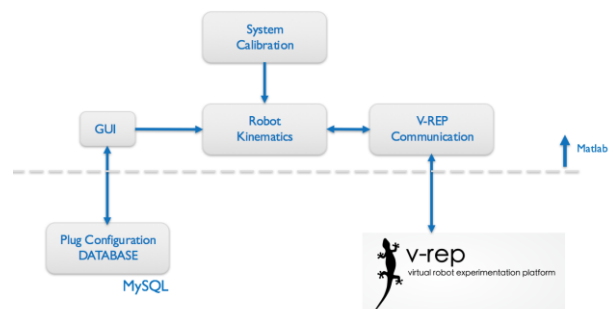 System
Calibration
GUI
Robot
Kinematics
V-REP
Communication
Matlab
Plug Configuration
DATABASE
MySQL
v-rep
virtual robot experimentation platform